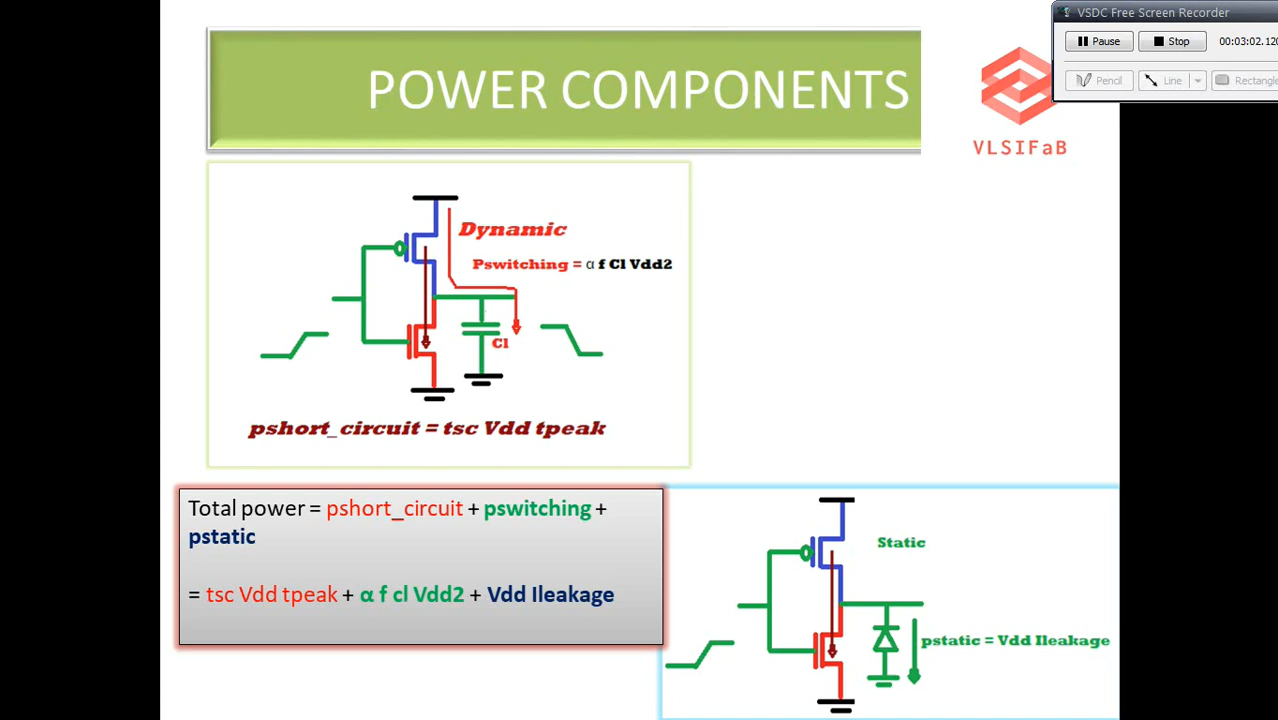 VSDC Free Screen Recorder
Pause
Stop
00:03:02.120
Pencil
Line
Rectangle
POWER COMPONENTS
VLSIFaB
Dynamic
Pswitching = α f Cl Vdd2
Cl
pshort_circuit = tsc Vdd tpeak
Total power = pshort_circuit + pswitching +
pstatic
= tsc Vdd tpeak + α f cl Vdd2 + Vdd Ileakage
Static
pstatic = Vdd Ileakage